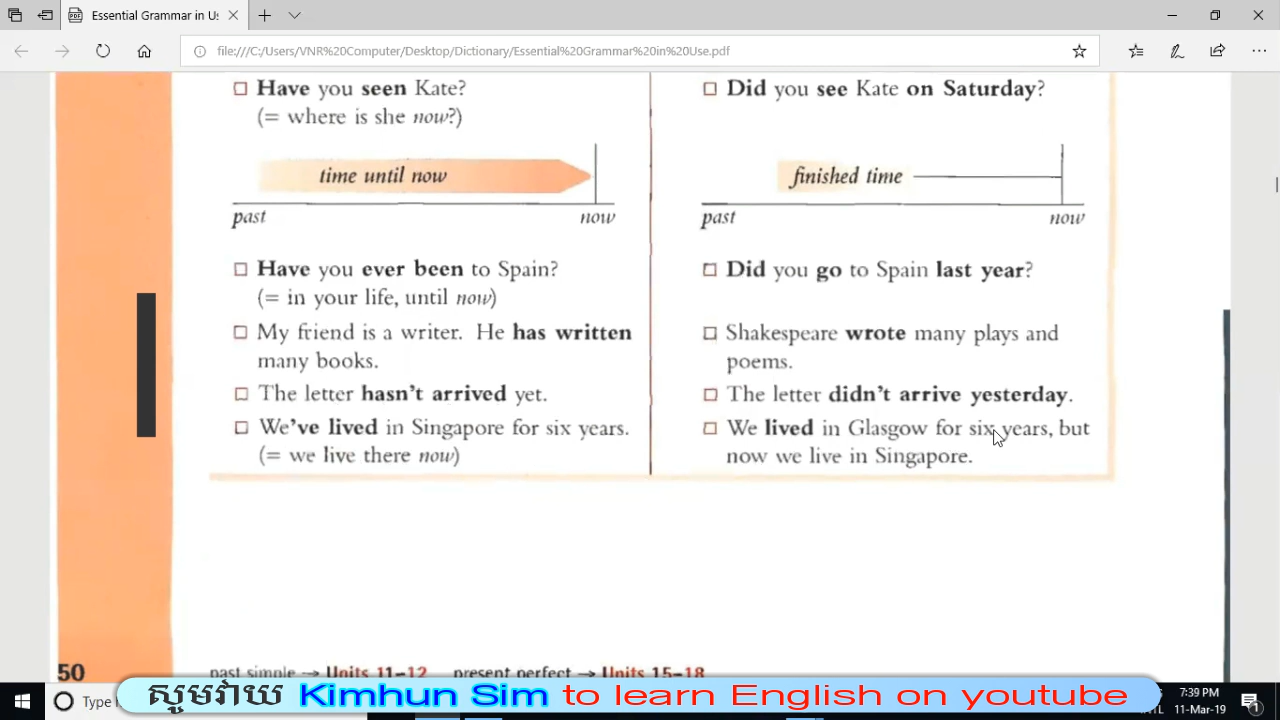 Essential Grammar in Us
file:///C:/Users/VNR%20Computer/Desktop/Dictionary/Essential%20Grammar%20in%20Use.pdf
Have you seen Kate?
(= where is she now?)
time until now
past now
Have you ever been to Spain?
(= in your life, until now)
My friend is a writer. He has written
many books.
The letter hasn't arrived yet.
We've lived in Singapore for six years.
(= we live there now)
Did you see Kate on Saturday?
finished time
past now
Did you go to Spain last year?
Shakespeare wrote many plays and
poems.
The letter didn't arrive yesterday.
We lived in Glasgow for six years, but
now we live in Singapore.
50
past simple → Units 11–12 present perfect → Units 15–18
Type
សូមវាយ Kimhun Sim to learn English on youtube
7:39 PM
INTL 11-Mar-19
1